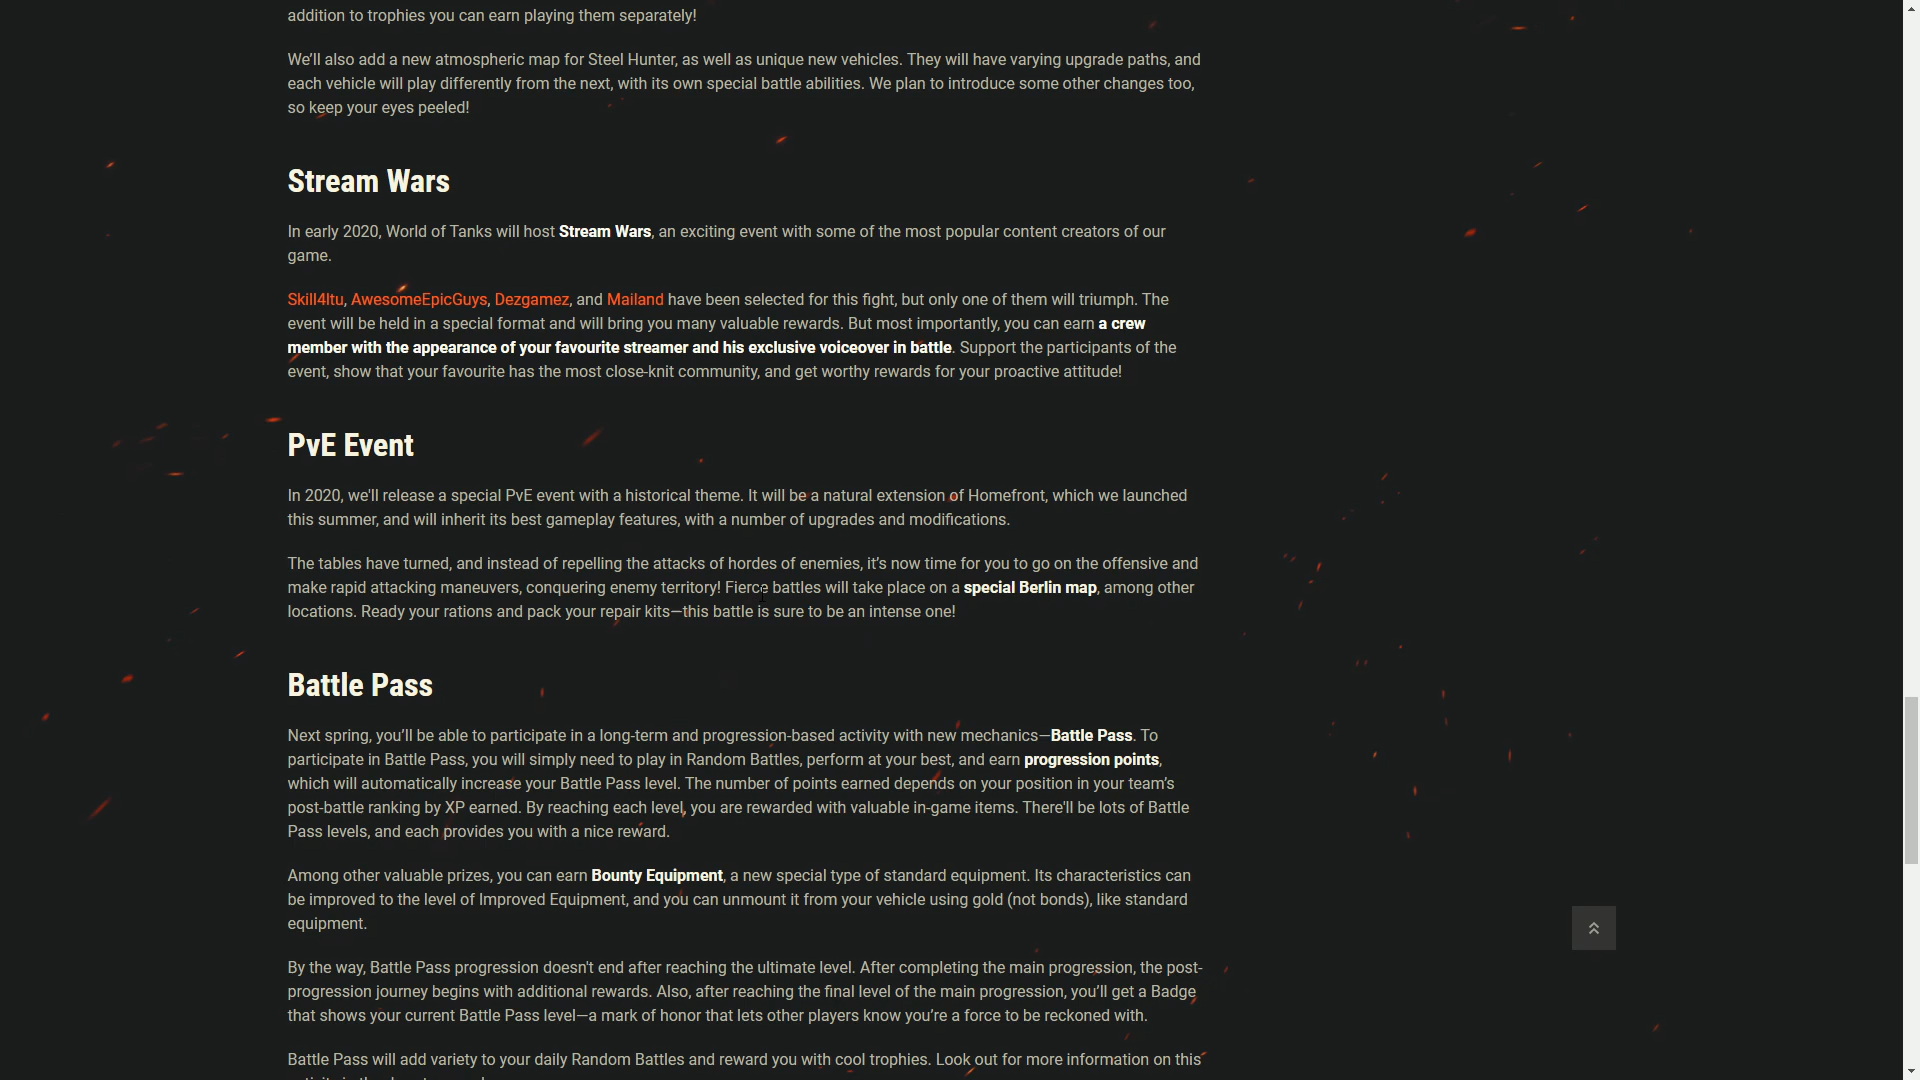 addition to trophies you can earn playing them separately!
We'll also add a new atmospheric map for Steel Hunter, as well as unique new vehicles. They will have varying upgrade paths, and
each vehicle will play differently from the next, with its own special battle abilities. We plan to introduce some other changes too,
so keep your eyes peeled!
Stream Wars
In early 2020, World of Tanks will host Stream Wars, an exciting event with some of the most popular content creators of our
game.
Skill4ltu, AwesomeEpicGuys, Dezgamez, and Mailand have been selected for this fight, but only one of them will triumph. The
event will be held in a special format and will bring you many valuable rewards. But most importantly, you can earn a crew
member with the appearance of your favourite streamer and his exclusive voiceover in battle. Support the participants of the
event, show that your favourite has the most close-knit community, and get worthy rewards for your proactive attitude!
PvE Event
In 2020, we'll release a special PvE event with a historical theme. It will be a natural extension of Homefront, which we launched
this summer, and will inherit its best gameplay features, with a number of upgrades and modifications.
The tables have turned, and instead of repelling the attacks of hordes of enemies, it's now time for you to go on the offensive and
make rapid attacking maneuvers, conquering enemy territory! Fierce battles will take place on a special Berlin map, among other
locations. Ready your rations and pack your repair kits—this battle is sure to be an intense one!
Battle Pass
Next spring, you'll be able to participate in a long-term and progression-based activity with new mechanics—Battle Pass. To
participate in Battle Pass, you will simply need to play in Random Battles, perform at your best, and earn progression points,
which will automatically increase your Battle Pass level. The number of points earned depends on your position in your team's
post-battle ranking by XP earned. By reaching each level, you are rewarded with valuable in-game items. There'll be lots of Battle
Pass levels, and each provides you with a nice reward.
Among other valuable prizes, you can earn Bounty Equipment, a new special type of standard equipment. Its characteristics can
be improved to the level of Improved Equipment, and you can unmount it from your vehicle using gold (not bonds), like standard
equipment.
By the way, Battle Pass progression doesn't end after reaching the ultimate level. After completing the main progression, the post-
progression journey begins with additional rewards. Also, after reaching the final level of the main progression, you'll get a Badge
that shows your current Battle Pass level—a mark of honor that lets other players know you're a force to be reckoned with.
Battle Pass will add variety to your daily Random Battles and reward you with cool trophies. Look out for more information on this